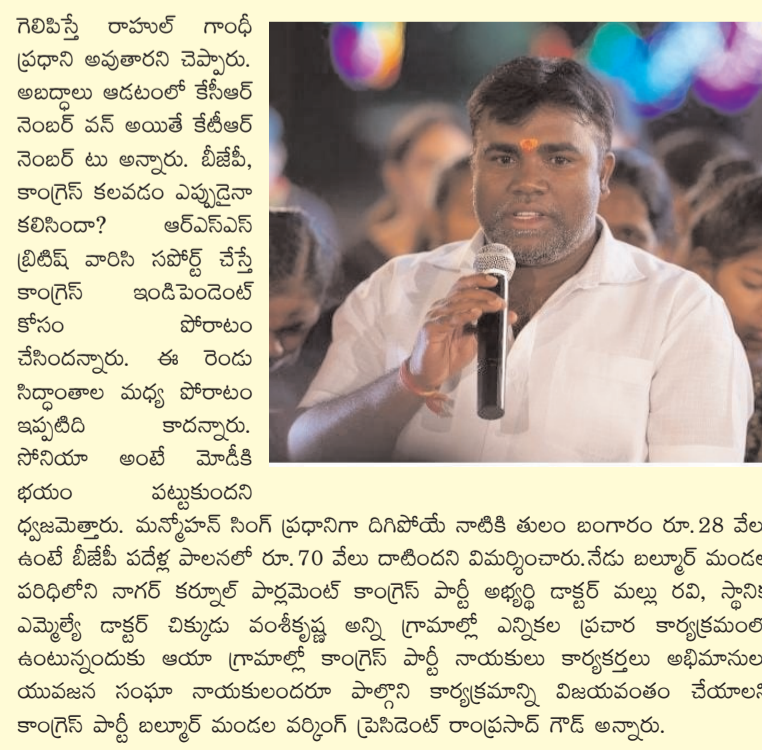 గెలిపిస్తే రాహుల్ గాంధీ
ప్రధాని అవుతారని చెప్పారు.
అబద్ధాలు ఆడటంలో కేసీఆర్
నెంబర్ వన్ అయితే కేటీఆర్
నెంబర్ టు అన్నారు. బీజేపీ,
కాంగ్రెస్ కలవడం ఎప్పుడైనా
కలిసిందా? ఆర్ఎస్ఎస్
బ్రిటిష్ వారిసి సపోర్ట్ చేస్తే
కాంగ్రెస్ ఇండిపెండెంట్
కోసం పోరాటం
చేసిందన్నారు. ఈ రెండు
సిద్ధాంతాల మధ్య పోరాటం
ఇప్పటిది కాదన్నారు.
సోనియా అంటే మోడీకి
భయం పట్టుకుందని
ధ్వజమెత్తారు. మన్మోహన్ సింగ్ ప్రధానిగా దిగిపోయే నాటికి తులం బంగారం రూ.28 వేల
ఉంటే బీజేపీ పదేళ్ల పాలనలో రూ.70 వేలు దాటిందని విమర్శించారు.నేడు బల్మూర్ మండల
పరిధిలోని నాగర్ కర్నూల్ పార్లమెంట్ కాంగ్రెస్ పార్టీ అభ్యర్థి డాక్టర్ మల్లు రవి, స్థానిక
ఎమ్మెల్యే డాక్టర్ చిక్కుడు వంశీకృష్ణ అన్ని గ్రామాల్లో ఎన్నికల ప్రచార కార్యక్రమంలో
ఉంటున్నందుకు ఆయా గ్రామాల్లో కాంగ్రెస్ పార్టీ నాయకులు కార్యకర్తలు అభిమానుల
యువజన సంఘా నాయకులందరూ పాల్గొని కార్యక్రమాన్ని విజయవంతం చేయాలని
కాంగ్రెస్ పార్టీ బల్మూర్ మండల వర్కింగ్ ప్రెసిడెంట్ రాంప్రసాద్ గౌడ్ అన్నారు.